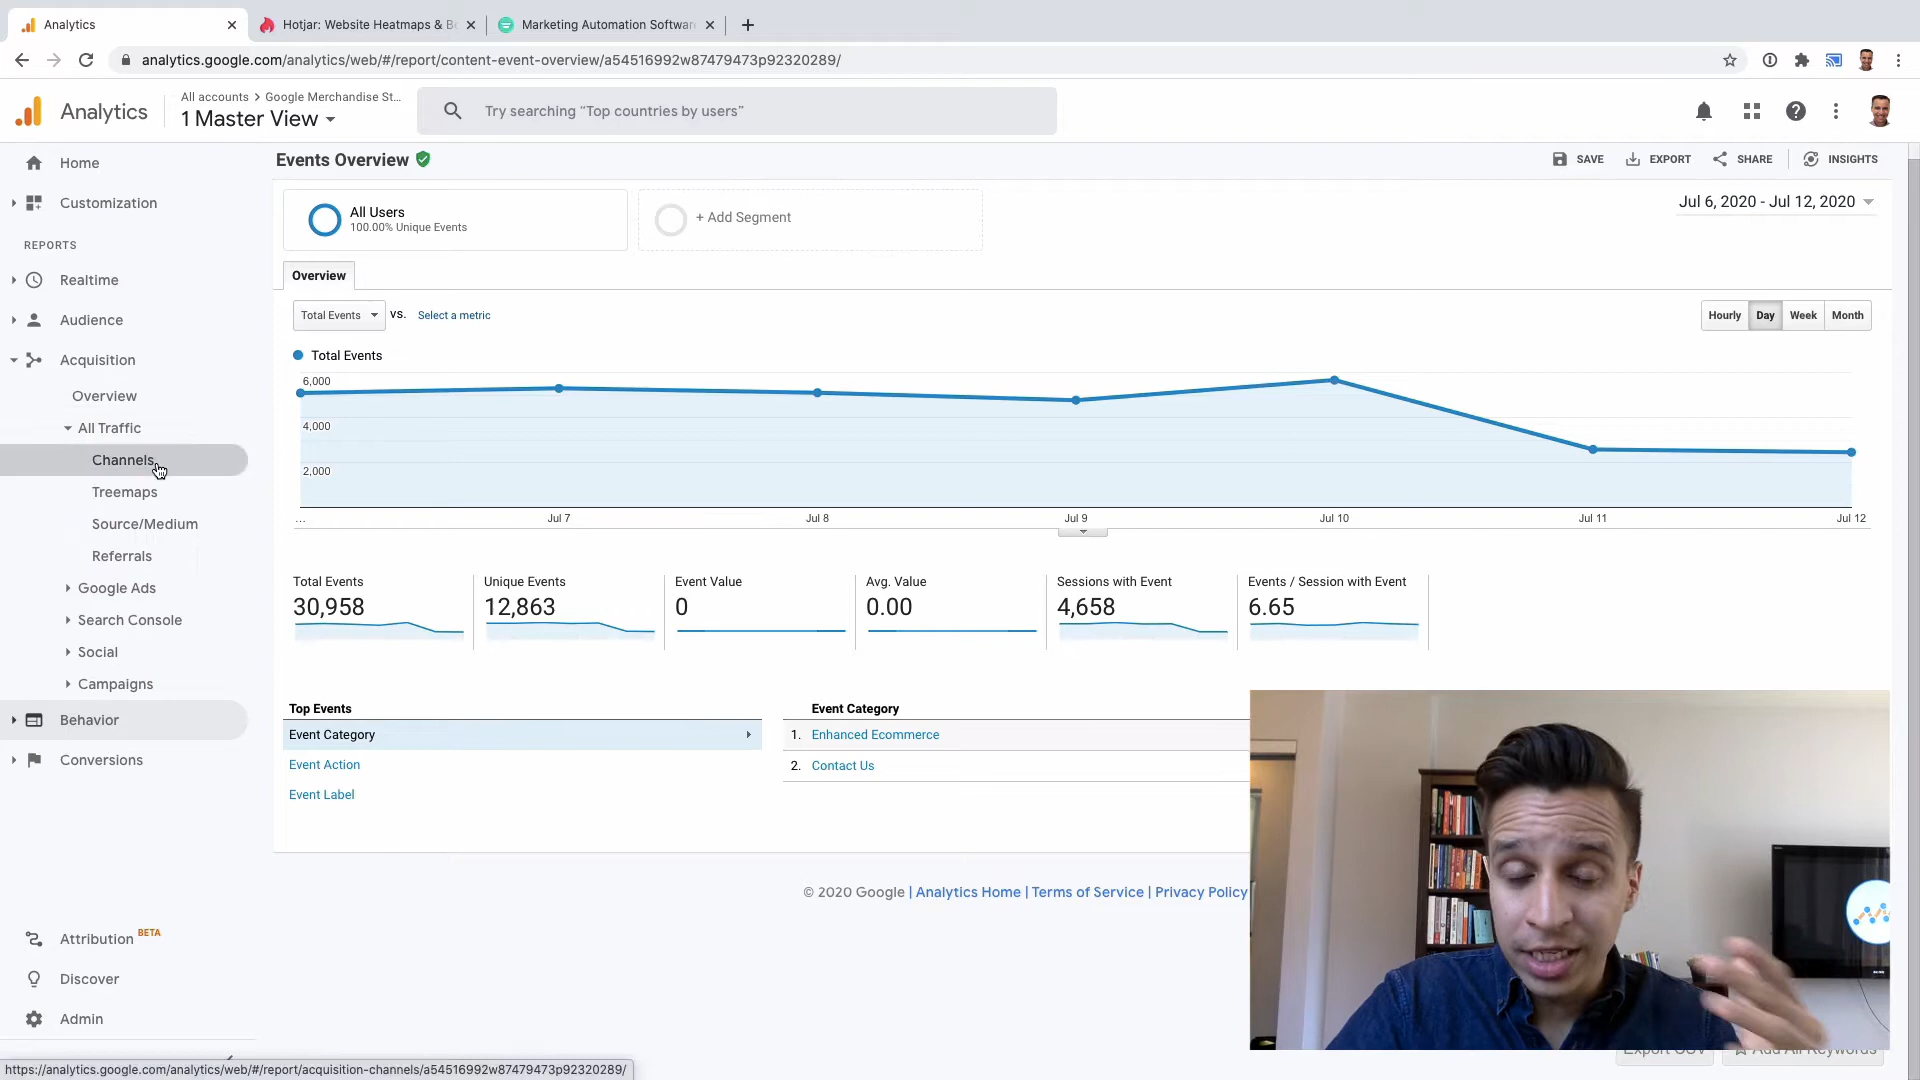 Analytics
Hotjar: Website Heatmaps & Be
Marketing Automation Softwar
analytics.google.com/analytics/web/#/report/content-event-overview/a54516992w87479473p92320289/
Analytics
All accounts > Google Merchandise St...
1 Master View
Try searching “Top countries by users”
Home
Customization
REPORTS
Realtime
Audience
Acquisition
Overview
All Traffic
Channels
Treemaps
Source/Medium
Referrals
Google Ads
Search Console
Social
Campaigns
Behavior
Conversions
Attribution BETA
Discover
Admin
https://analytics.google.com/analytics/web/#/report/acquisition-channels/a54516992w87479473p92320289/
Events Overview
SAVE
EXPORT
SHARE
INSIGHTS
All Users
100.00% Unique Events
+ Add Segment
Jul 6, 2020 - Jul 12, 2020
Overview
Total Events
VS.
Select a metric
Hourly
Day
Week
Month
Total Events
6,000
4,000
2,000
...
Jul 7
Jul 8
Jul 9
Jul 10
Jul 11
Jul 12
Total Events
30,958
Unique Events
12,863
Event Value
0
Avg. Value
0.00
Sessions with Event
4,658
Events / Session with Event
6.65
Top Events
Event Category
Event Action
Event Label
Event Category
1. Enhanced Ecommerce
2. Contact Us
© 2020 Google | Analytics Home | Terms of Service | Privacy Policy
Export CSV
Add All Keywords